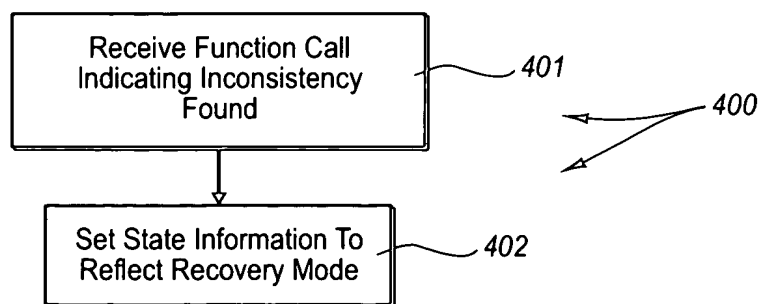 Receive Function Call
Indicating Inconsistency
Found
401
400
Set State Information To
Reflect Recovery Mode
402